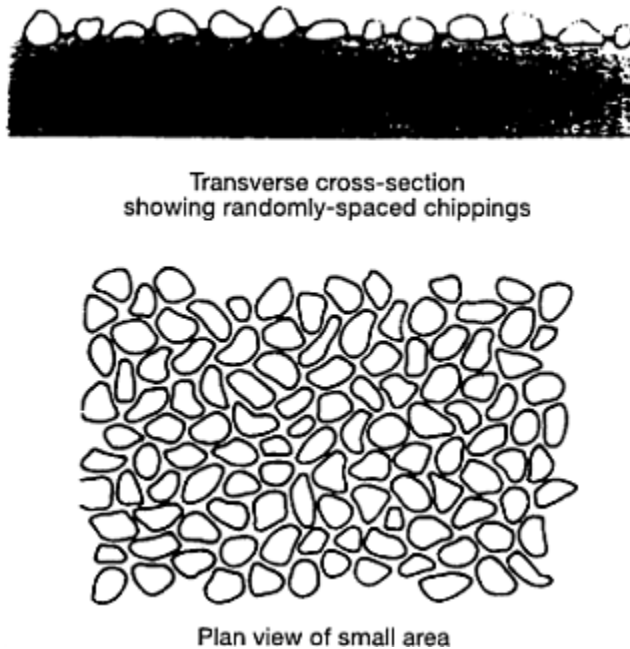 Transverse cross-section
showing randomly-spaced chippings
Plan view of small area